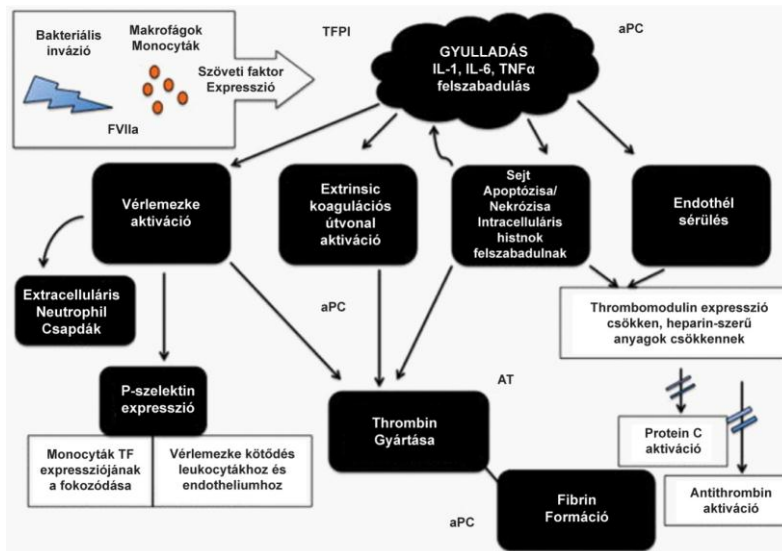 Bakteriális
invázió
Makrofágok
Monocyták
Szöveti faktor
Expresszió
FVIIa
TFPI
GYULLADÁS
IL-1, IL-6, TNFα
felszabadulás
aPC
Vérlemezke
aktiváció
Extrinsic
koagulációs
útvonal
aktiváció
Sejt
Apoptózisa/
Nekrózisa
Intracelluláris
histnok
felszabadulnak
Endothél
sérülés
Extracelluláris
Neutrophil
Csapdák
aPC
Thrombomodulin expresszió
csökken, heparin-szerű
anyagok csökkennek
P-szelektin
expresszió
AT
Thrombin
Gyártása
Protein C
aktiváció
Monocyták TF
expressziójának
a fokozódása
Vérlemezke kötődés
leukocytákhoz és
endotheliumhoz
aPC
Fibrin
Formáció
Antithrombin
aktiváció